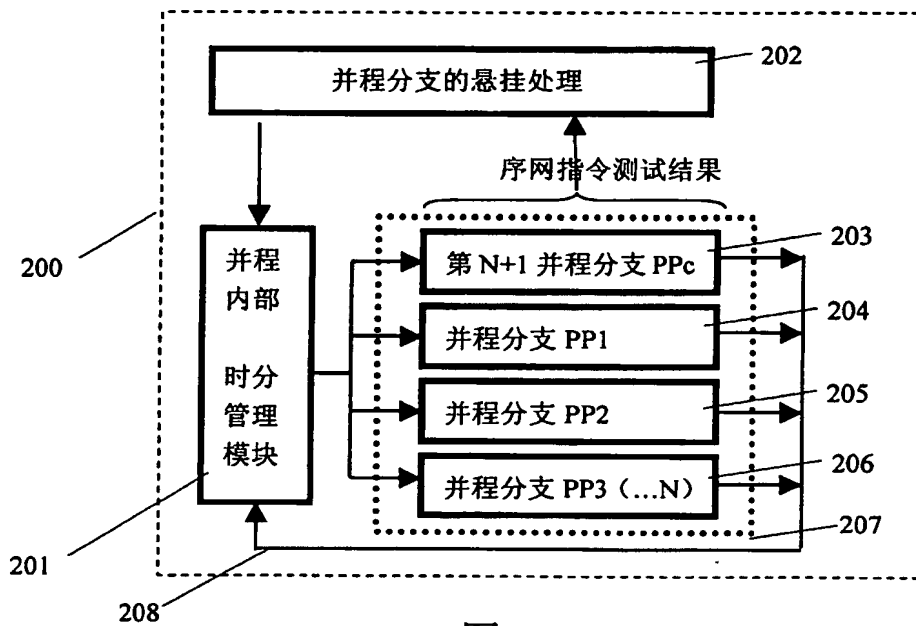 202
并程分支的悬挂处理
序网指令测试结果
200
203
第 N+1 并程分支 PPc
并程
内部
时分
管理
模块
204
并程分支 PP1
205
并程分支 PP2
206
并程分支 PP3（...N）
207
201
208